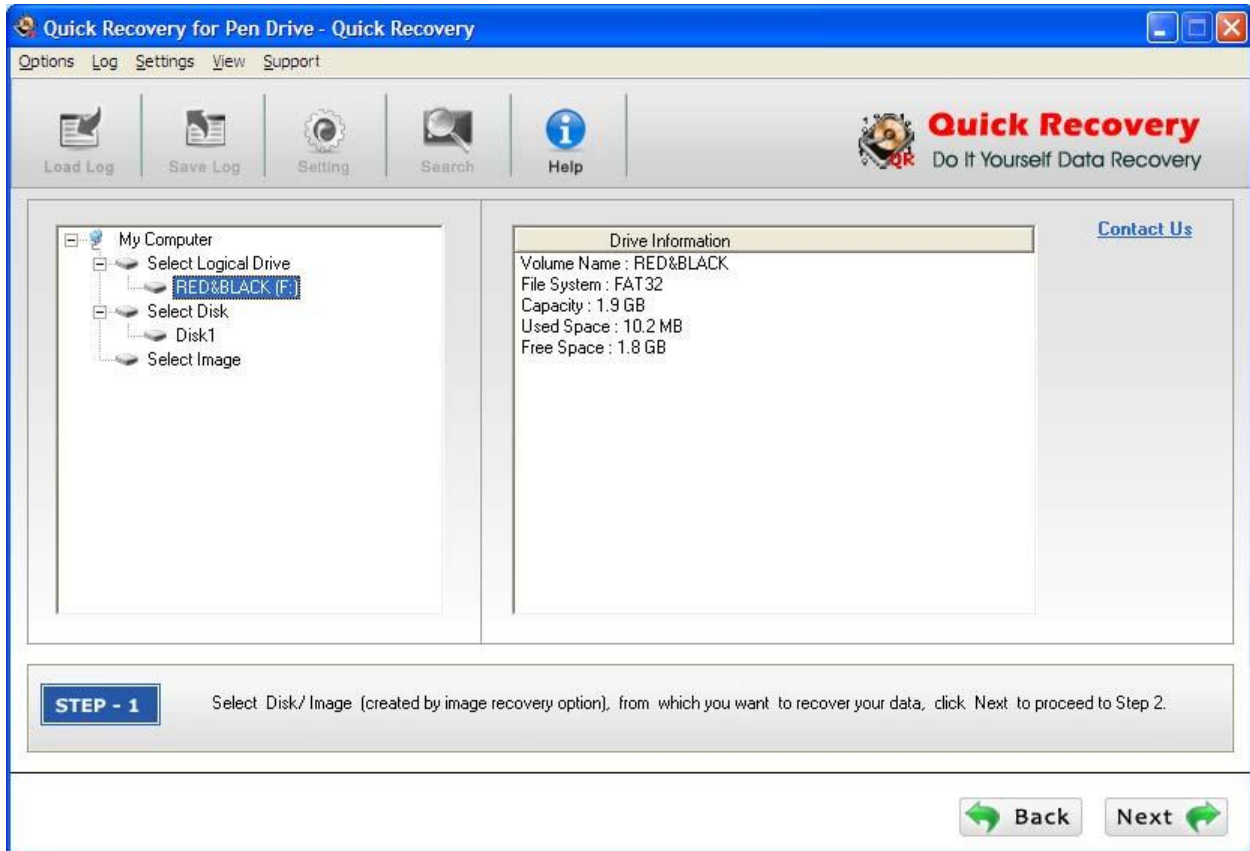 Quick Recovery for Pen Drive - Quick Recovery
Options Log Settings View Support
Load Log Save Log Setting Search Help
Quick Recovery
QR Do It Yourself Data Recovery
My Computer
Select Logical Drive
RED&BLACK (F:)
Select Disk
Disk1
Select Image
Drive Information
Volume Name : RED&BLACK
File System : FAT32
Capacity : 1.9 GB
Used Space : 10.2 MB
Free Space : 1.8 GB
Contact Us
STEP - 1
Select Disk/ Image (created by image recovery option), from which you want to recover your data, click Next to proceed to Step 2.
Back Next